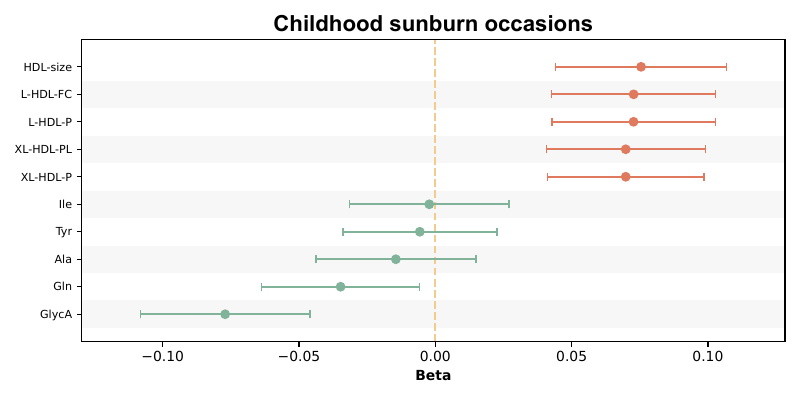 Childhood sunburn occasions
HDL-size
L-HDL-FC
L-HDL-P
XL-HDL-PL
XL-HDL-P
Ile
Tyr
Ala
Gln
GlycA
−0.10 −0.05 0.00 0.05 0.10
Beta